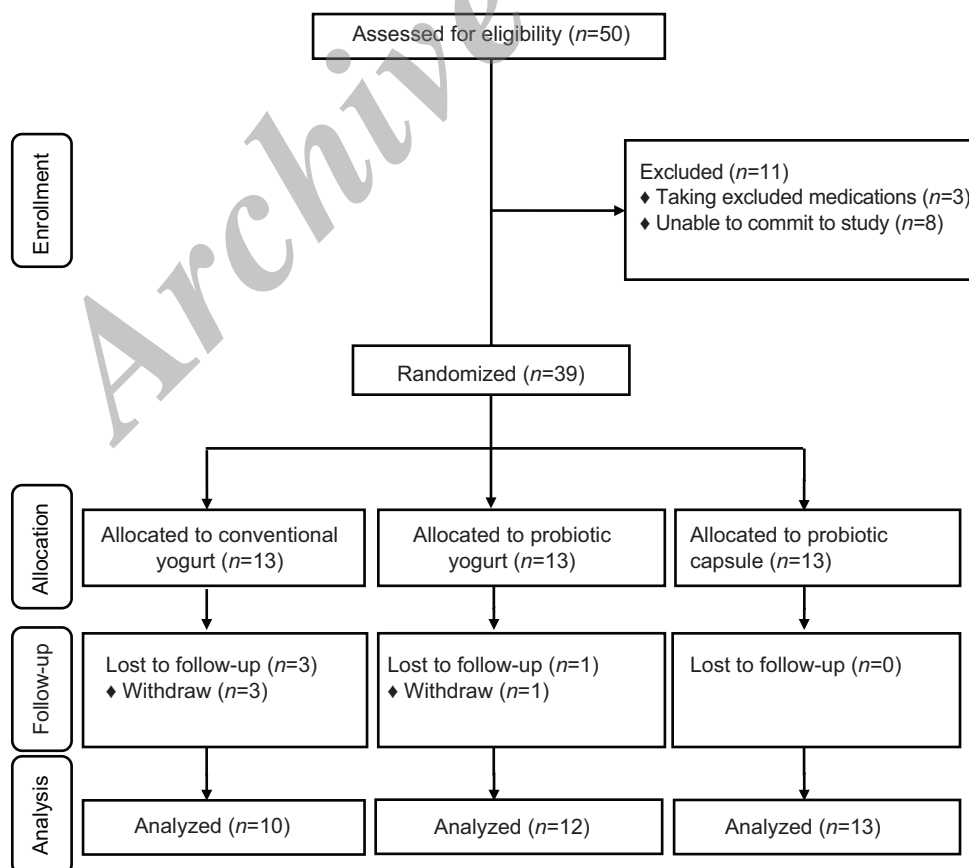 Assessed for eligibility (n=50)
Enrollment
Excluded (n=11)
♦ Taking excluded medications (n=3)
♦ Unable to commit to study (n=8)
Archive
Randomized (n=39)
Allocation
Allocated to conventional
yogurt (n=13)
Allocated to probiotic
yogurt (n=13)
Allocated to probiotic
capsule (n=13)
Follow-up
Lost to follow-up (n=3)
♦ Withdraw (n=3)
Lost to follow-up (n=1)
♦ Withdraw (n=1)
Lost to follow-up (n=0)
Analysis
Analyzed (n=10)
Analyzed (n=12)
Analyzed (n=13)